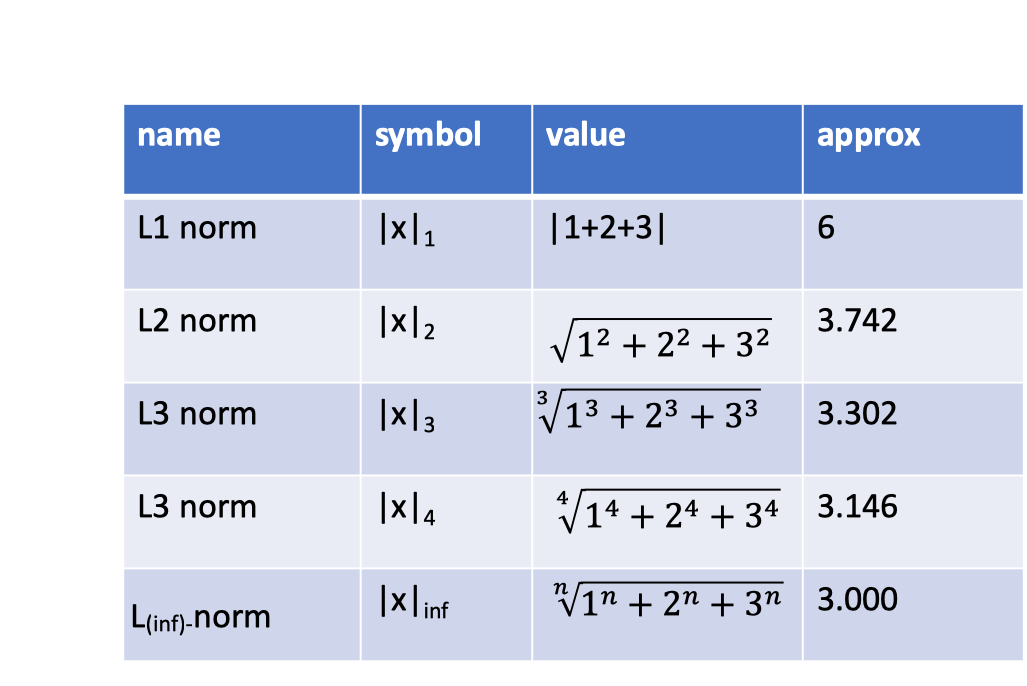 name symbol value approx
L1 norm |x|₁ |1+2+3| 6
L2 norm |x|₂ √(1² + 2² + 3²) 3.742
L3 norm |x|₃ ³√(1³ + 2³ + 3³) 3.302
L3 norm |x|₄ ⁴√(1⁴ + 2⁴ + 3⁴) 3.146
L(inf)-norm |x|inf ⁿ√(1ⁿ + 2ⁿ + 3ⁿ) 3.000